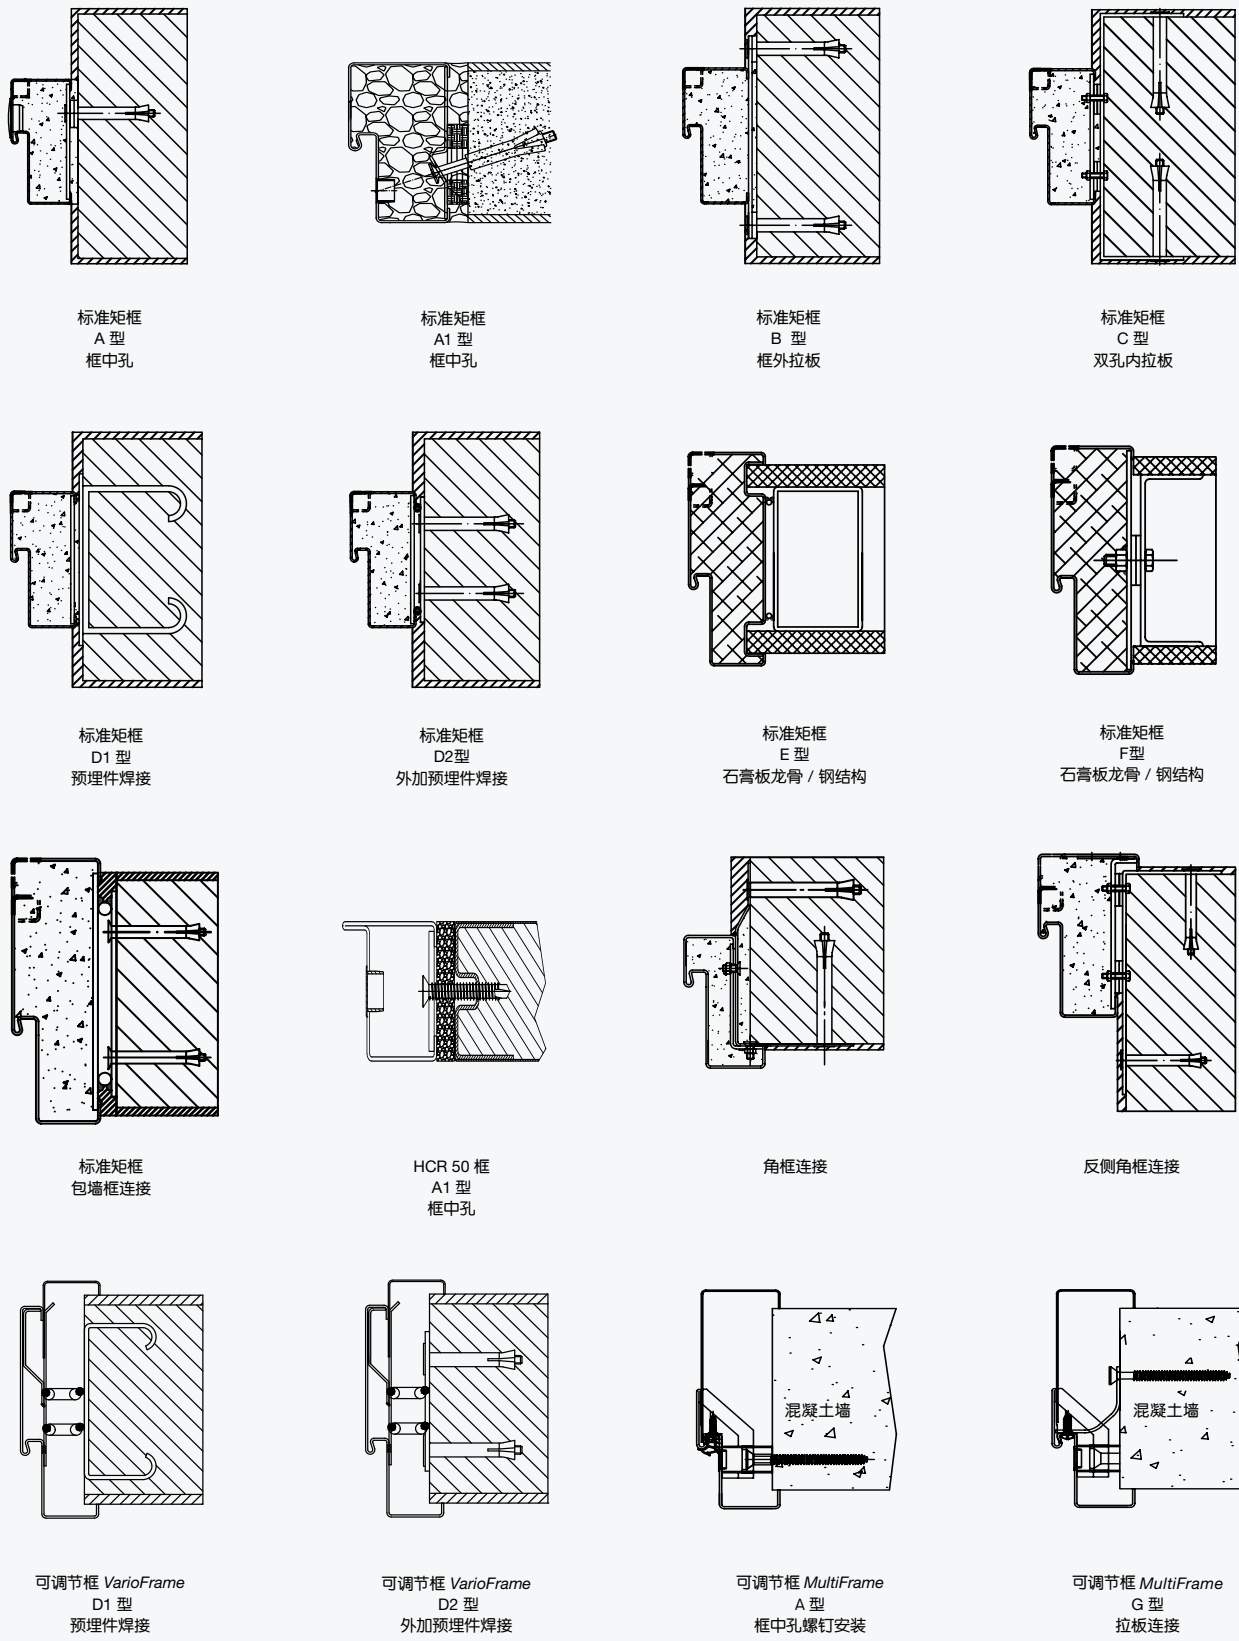 标准矩框
A 型
框中孔
标准矩框
A1 型
框中孔
标准矩框
B 型
框外拉板
标准矩框
C 型
双孔内拉板
标准矩框
D1 型
预埋件焊接
标准矩框
D2型
外加预埋件焊接
标准矩框
E 型
石膏板龙骨 / 钢结构
标准矩框
F型
石膏板龙骨 / 钢结构
标准矩框
包墙框连接
HCR 50 框
A1 型
框中孔
角框连接
反侧角框连接
混凝土墙
混凝土墙
可调节框 VarioFrame
D1 型
预埋件焊接
可调节框 VarioFrame
D2 型
外加预埋件焊接
可调节框 MultiFrame
A 型
框中孔螺钉安装
可调节框 MultiFrame
G 型
拉板连接